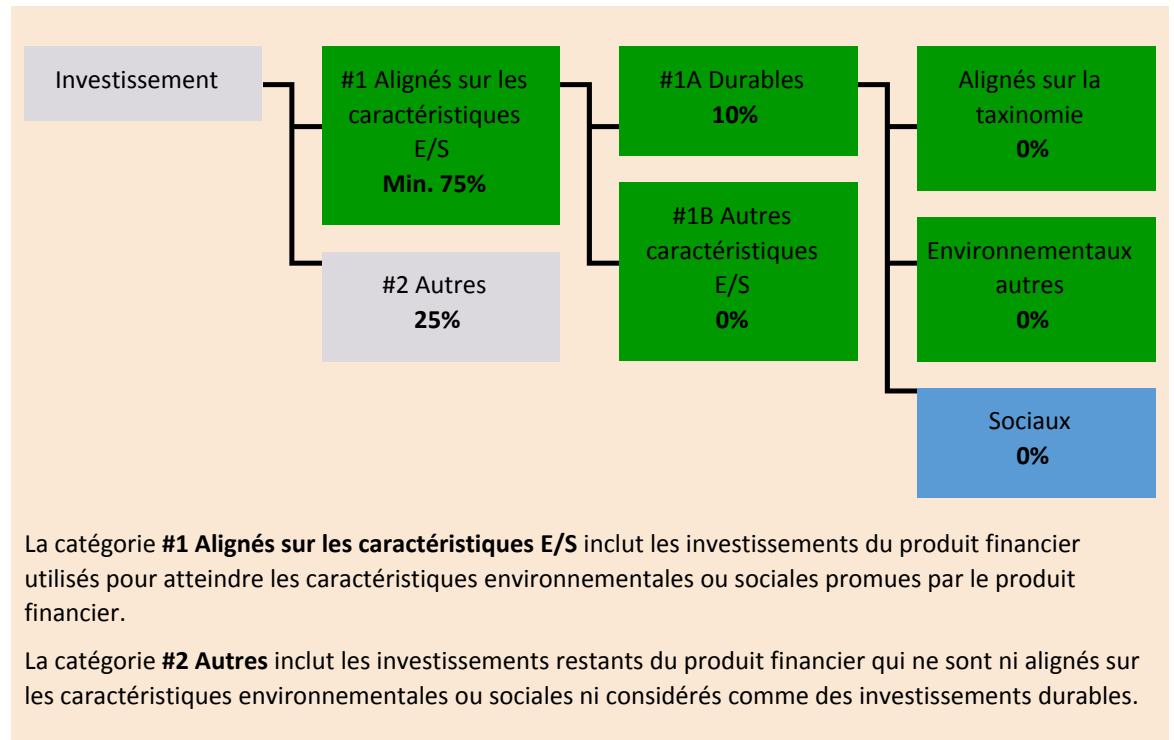 Investissement
#1 Alignés sur les
caractéristiques
E/S
Min. 75%
#2 Autres
25%
#1A Durables
10%
#1B Autres
caractéristiques
E/S
0%
Alignés sur la
taxinomie
0%
Environnementaux
autres
0%
Sociaux
0%
La catégorie #1 Alignés sur les caractéristiques E/S inclut les investissements du produit financier
utilisés pour atteindre les caractéristiques environnementales ou sociales promues par le produit
financier.
La catégorie #2 Autres inclut les investissements restants du produit financier qui ne sont ni alignés sur
les caractéristiques environnementales ou sociales ni considérés comme des investissements durables.